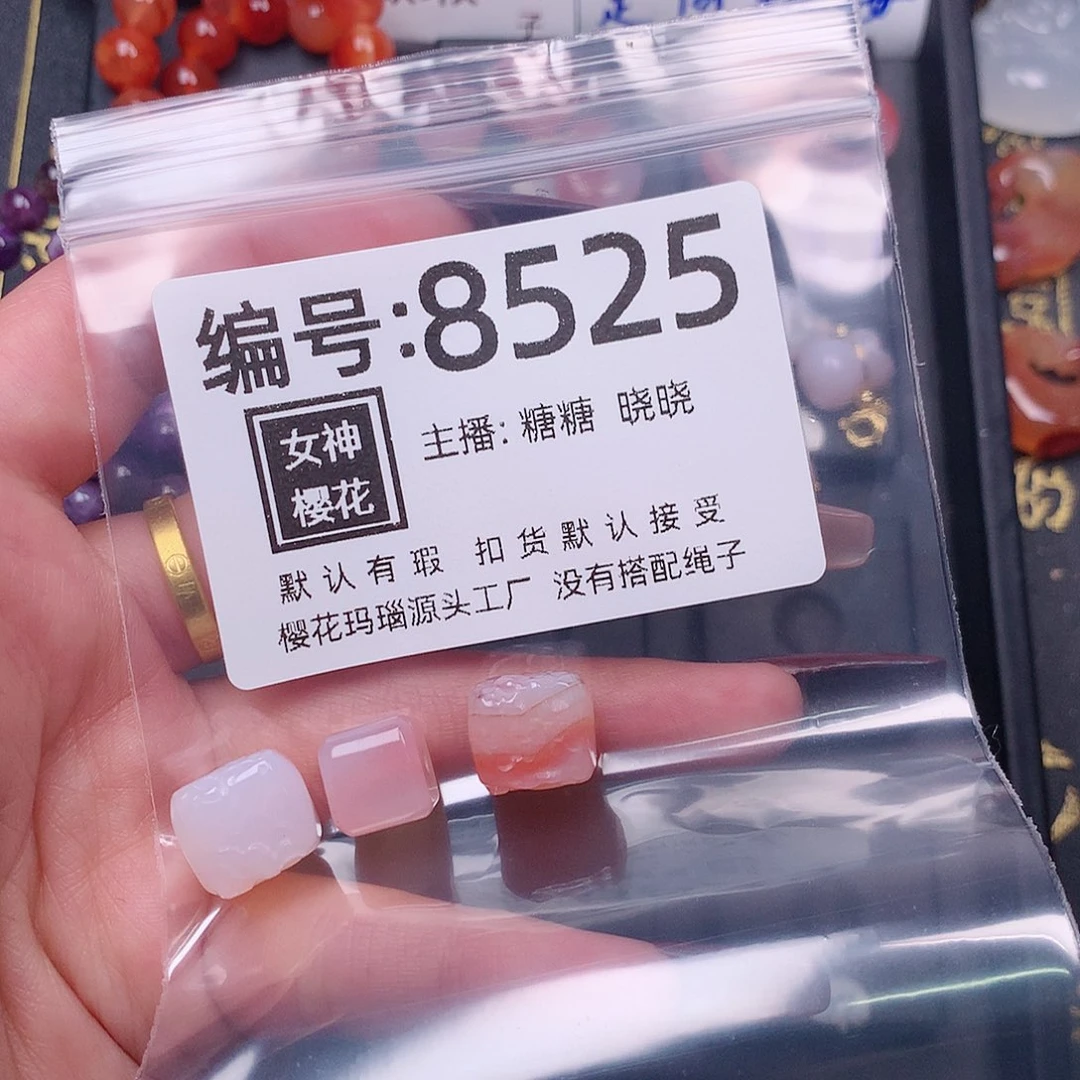 编号:8525
女神
樱花
主播: 糖糖 晓晓
默认有瑕 扣货默认接受
樱花玛瑙源头工厂 没有搭配绳子